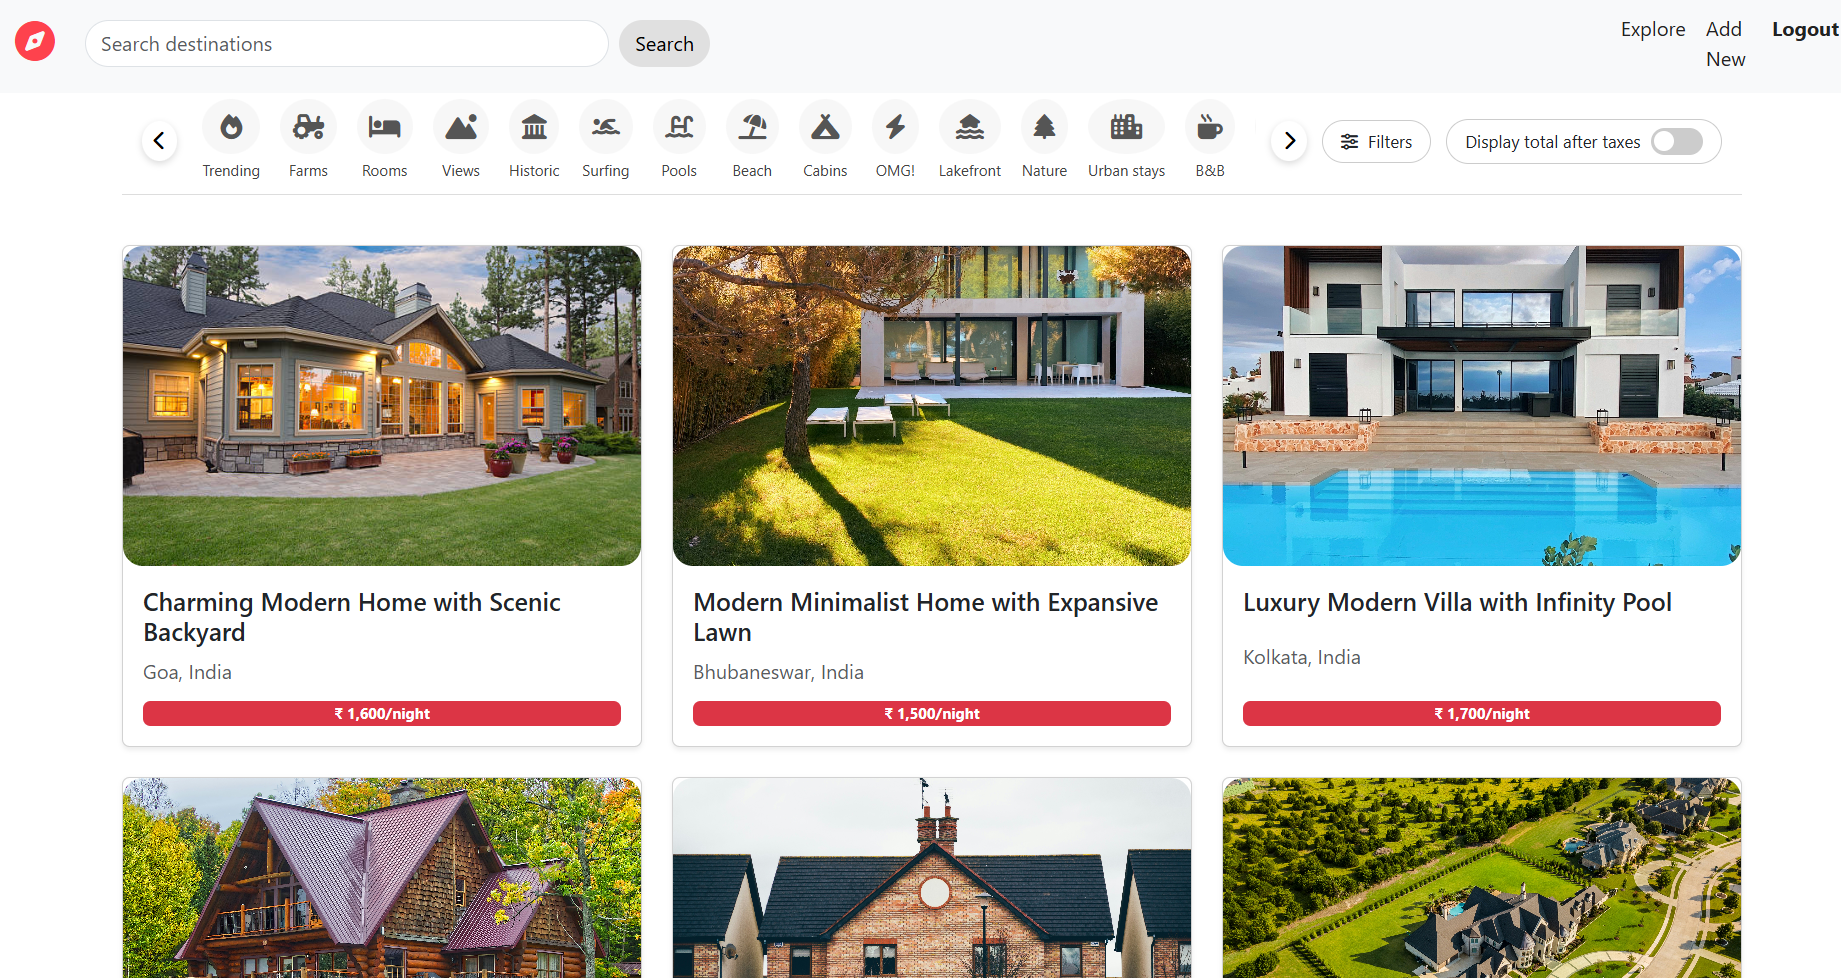 Search destinations
Search
Explore
Add
New
Logout
Trending
Farms
Rooms
Views
Historic
Surfing
Pools
Beach
Cabins
OMG!
Lakefront
Nature
Urban stays
B&B
Filters
Display total after taxes
Charming Modern Home with Scenic
Backyard
Goa, India
₹ 1,600/night
Modern Minimalist Home with Expansive
Lawn
Bhubaneswar, India
₹ 1,500/night
Luxury Modern Villa with Infinity Pool
Kolkata, India
₹ 1,700/night